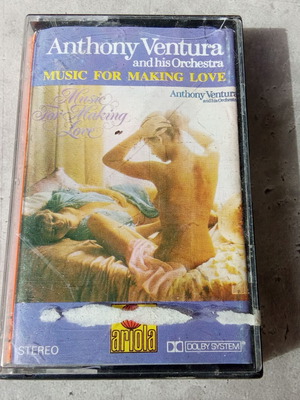 Anthony Ventura
and his Orchestra
MUSIC FOR MAKING LOVE
Music
For Making
Love
Anthony Ventura
and his Orchestra
ariola
STEREO
DOLBY SYSTEM